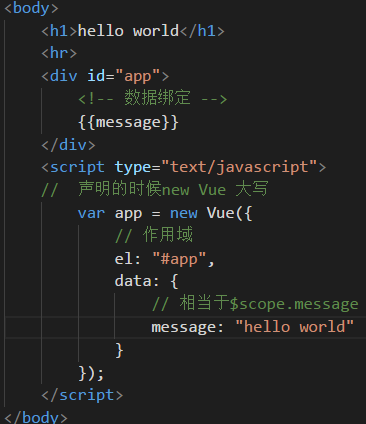 <body>
<h1>hello world</h1>
<hr>
<div id="app">
<!-- 数据绑定 -->
{{message}}
</div>
<script type="text/javascript">
// 声明的时候new Vue 大写
var app = new Vue({
// 作用域
el: "#app",
data: {
// 相当于$scope.message
message: "hello world"
}
});
</script>
</body>